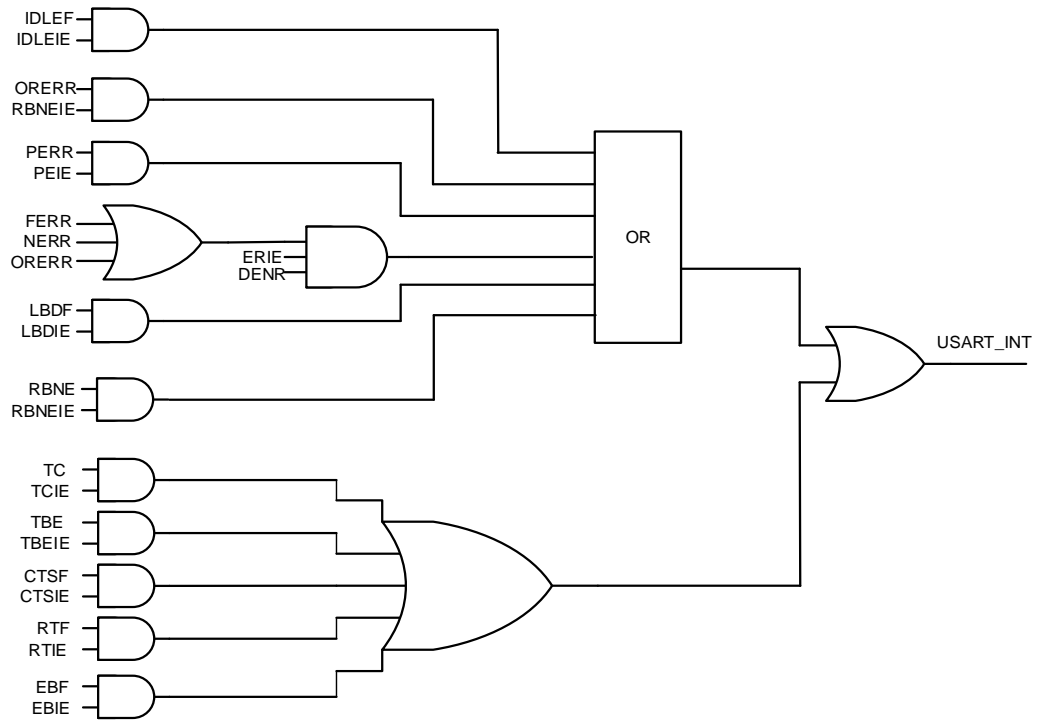 IDLEF
IDLEIE
ORERR
RBNEIE
PERR
PEIE
FERR
NERR
ORERR
ERIE
DENR
LBDF
LBDIE
RBNE
RBNEIE
OR
USART_INT
TC
TCIE
TBE
TBEIE
CTSF
CTSIE
RTF
RTIE
EBF
EBIE